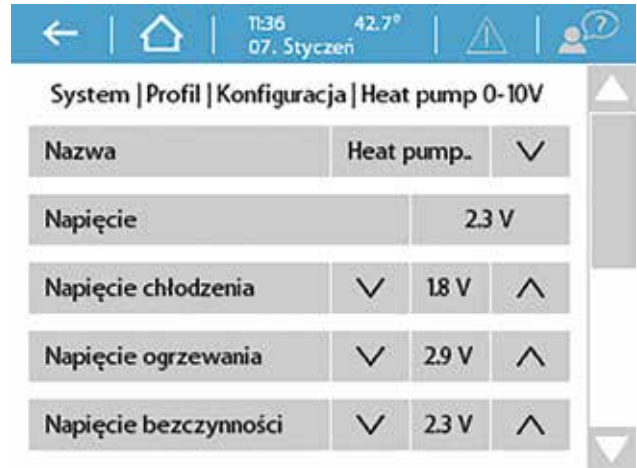 11:36 42.7°
07. Styczeń
?
System | Profil | Konfiguracja | Heat pump 0-10V
Nazwa Heat pump..
Napięcie 2.3 V
Napięcie chłodzenia 1.8 V
Napięcie ogrzewania 2.9 V
Napięcie bezczynności 2.3 V